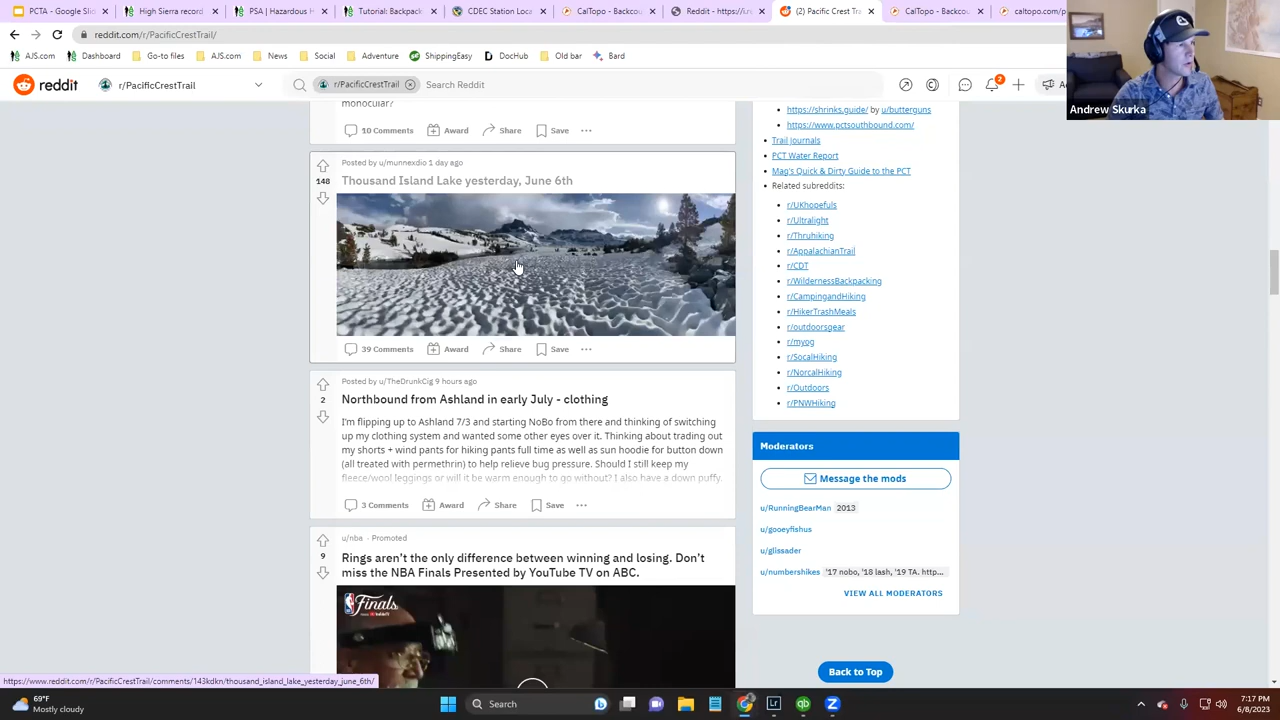 PCTA - Google Slid
High Sierra record
PSA | Hazardous H
Tutorial: Backpack
CDEC Station Loca
CalTopo - Backcou
Reddit - https://i.re
(2) Pacific Crest Tra
CalTopo - Backcou
caltopo.com/p
reddit.com/r/PacificCrestTrail/
AJS.com
Dashboard
Go-to files
AJS.com
News
Adventure
ShippingEasy
DocHub
Old bar
Bard
reddit
r/PacificCrestTrail
r/PacificCrestTrail
Search Reddit
2
Andrew Skurka
monocular?
10 Comments
Award
Share
Save
Posted by u/munnexdio 1 day ago
148
Thousand Island Lake yesterday, June 6th
39 Comments
Award
Share
Save
Posted by u/TheDrunkCig 9 hours ago
2
Northbound from Ashland in early July - clothing
I'm flipping up to Ashland 7/3 and starting NoBo from there and thinking of switching
up my clothing system and wanted some other eyes over it. Thinking about trading out
my shorts + wind pants for hiking pants full time as well as sun hoodie for button down
(all treated with permethrin) to help relieve bug pressure. Should I still keep my
fleece/wool leggings or will it be warm enough to go without? I also have a down puffy.
3 Comments
Award
Share
Save
u/nba · Promoted
9
Rings aren't the only difference between winning and losing. Don't
miss the NBA Finals Presented by YouTube TV on ABC.
Finals
https://shrinks.guide/ by u/butterguns
https://www.pctsouthbound.com/
Trail Journals
PCT Water Report
Mag's Quick & Dirty Guide to the PCT
Related subreddits:
r/UKhopefuls
r/Ultralight
r/Thruhiking
r/AppalachianTrail
r/CDT
r/WildernessBackpacking
r/CampingandHiking
r/HikerTrashMeals
r/outdoorsgear
r/myog
r/SocalHiking
r/NorcalHiking
r/Outdoors
r/PNWHiking
Moderators
Message the mods
u/RunningBearMan 2013
u/gooeyfishus
u/glissader
u/numbershikes '17 nobo, '18 lash, '19 TA. http...
VIEW ALL MODERATORS
Back to Top
https://www.reddit.com/r/PacificCrestTrail/comments/143kdkn/thousand_island_lake_yesterday_june_6th/
69°F
Mostly cloudy
Search
Lr
qb
Z
7:17 PM
6/8/2023